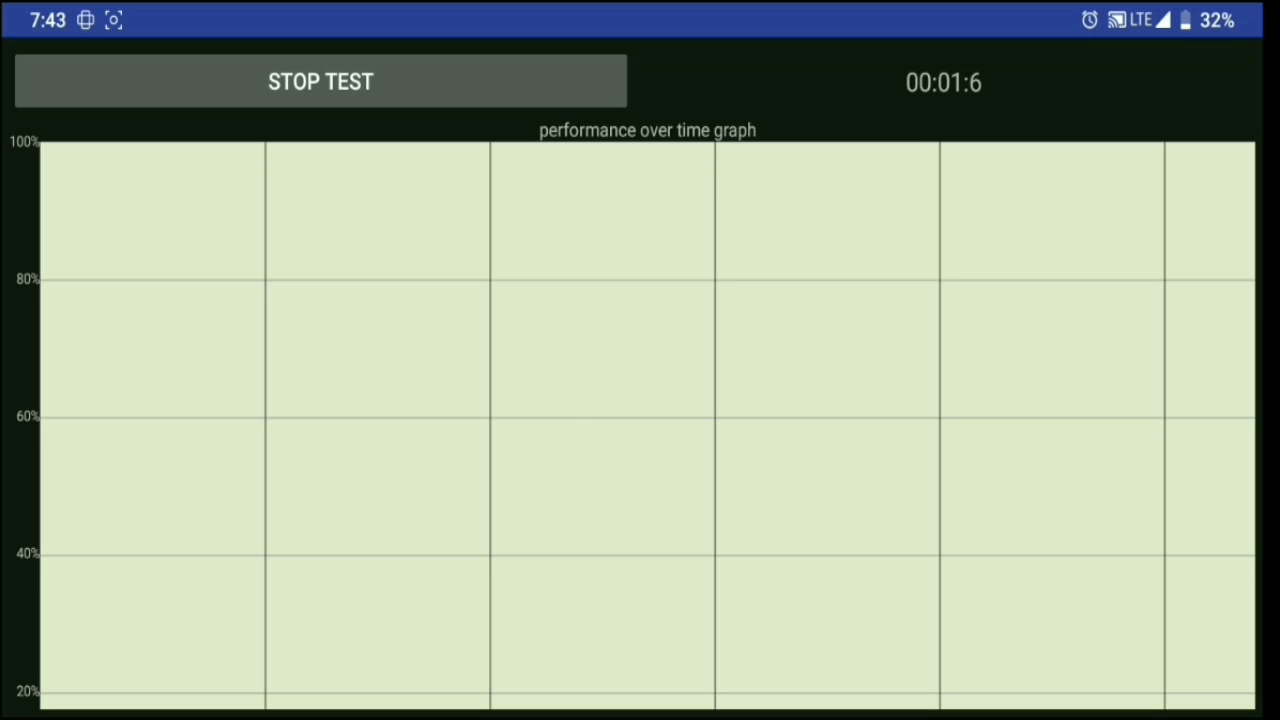 7:43 LTE 32%
STOP TEST 00:01:6
performance over time graph
100%
80%
60%
40%
20%